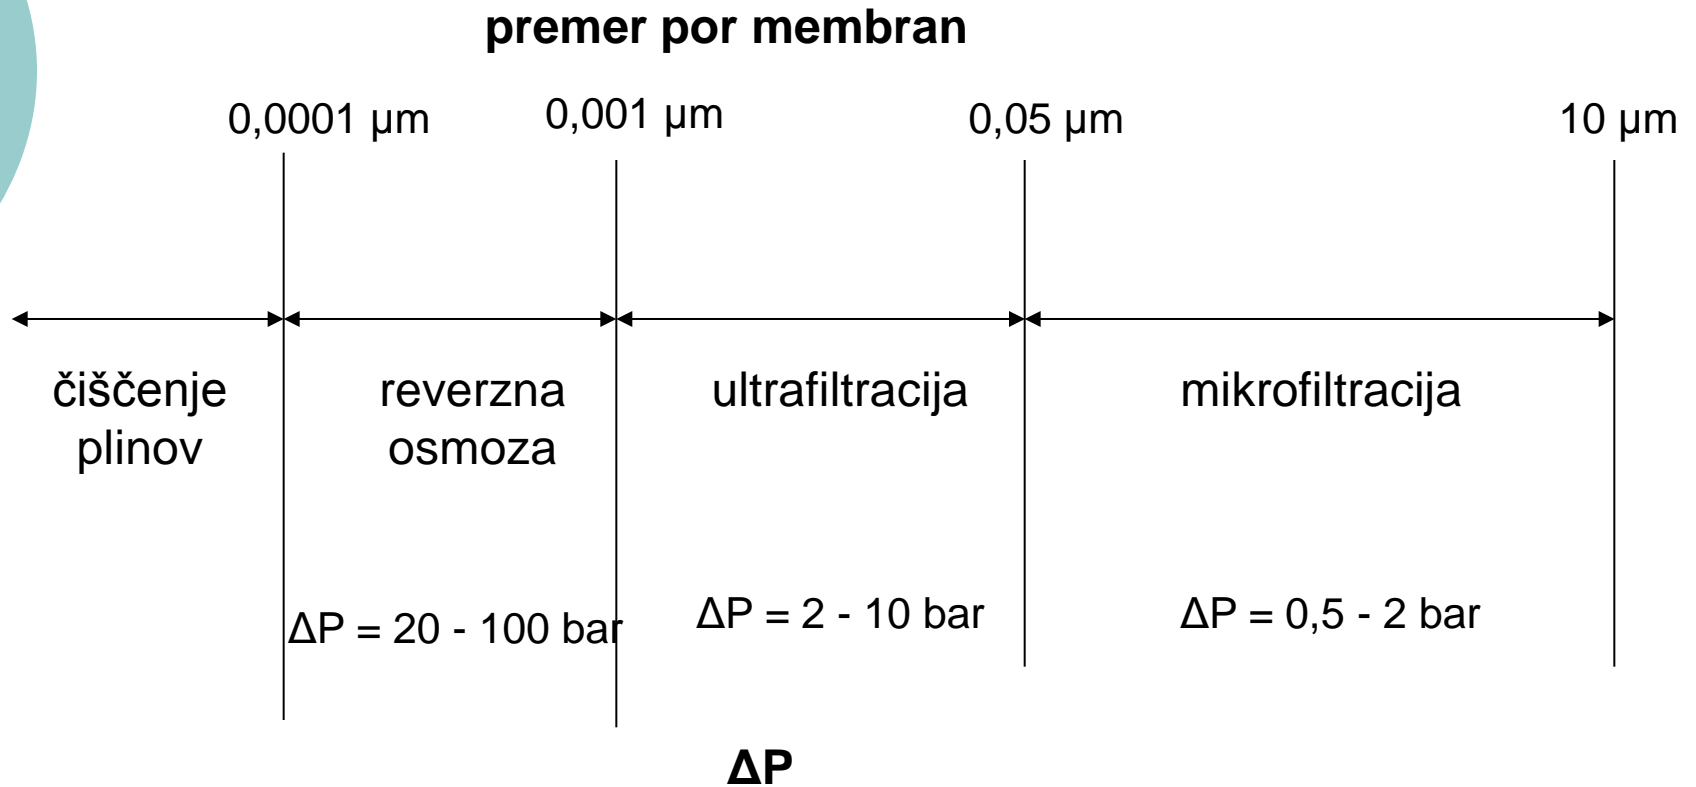 premer por membran
0,0001 µm
0,001 µm
0,05 µm
10 µm
čiščenje
plinov
reverzna
osmoza
ultrafiltracija
mikrofiltracija
ΔP = 20 - 100 bar
ΔP = 2 - 10 bar
ΔP = 0,5 - 2 bar
ΔP